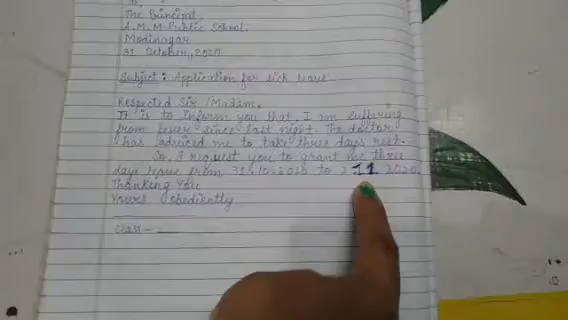 To,
The Principal,
A.M.M Public School.
Modinagar
31 October, 2020
Subject: Application for sick leave
Respected Sir/Madam,
It is to inform you that, I am suffering
from fever since last night. The doctor
has adviced me to take three days rest.
So, I request you to grant me three
days leave from 31.10.2020 to 2 11 2020.
Thanking You
Yours Obediently
Class-